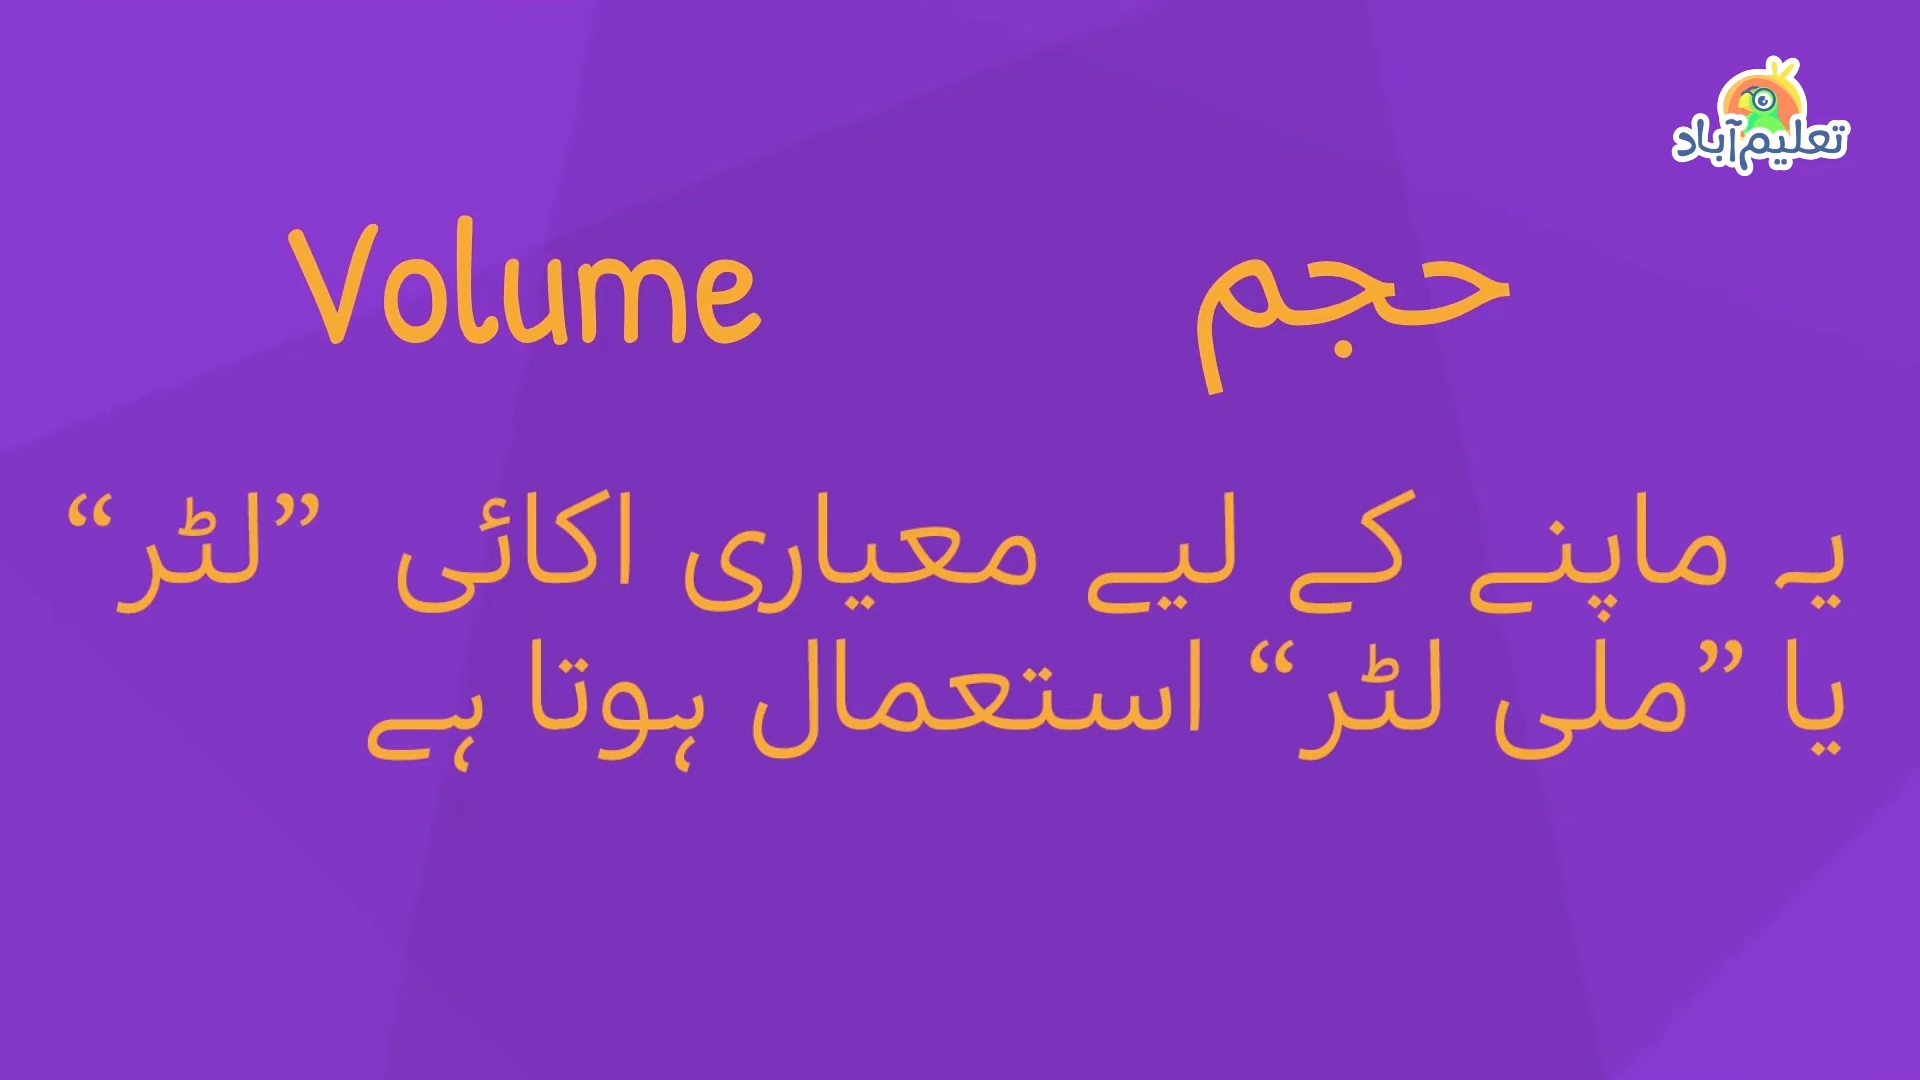 تعلیم آباد
Volume حجم
یہ ماپنے کے لیے معیاری اکائی ”لٹر“
یا ”ملی لٹر“ استعمال ہوتا ہے